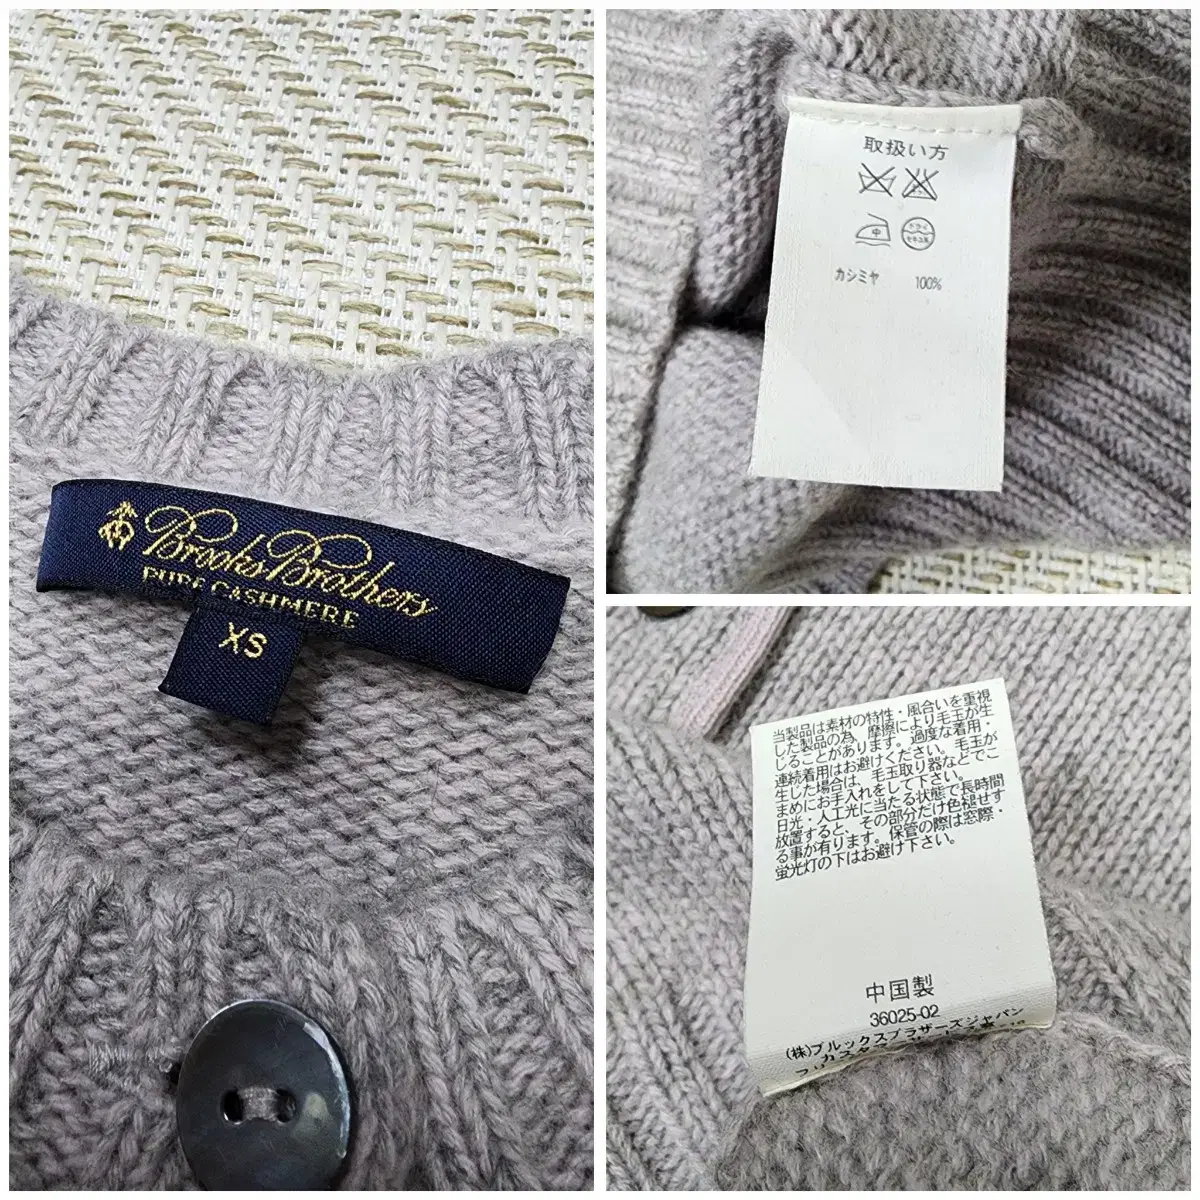 Brooks Brothers
PURE CASHMERE
XS
取扱い方
中
ドライ
セキユ系
カシミヤ 100%
当製品は素材の特性・風合いを重視
した製品の為、摩擦により毛玉が生
じることがあります。過度な着用・
連続着用はお避けください。毛玉が
生じた場合は、毛玉取り器などでこ
まめにお手入れをして下さい。
日光・人工光に当たる状態で長時間
放置すると、その部分だけ色褪せす
る事が有ります。保管の際は窓際・
蛍光灯の下はお避け下さい。
中国製
36025-02
(株)ブルックスブラザーズジャパン